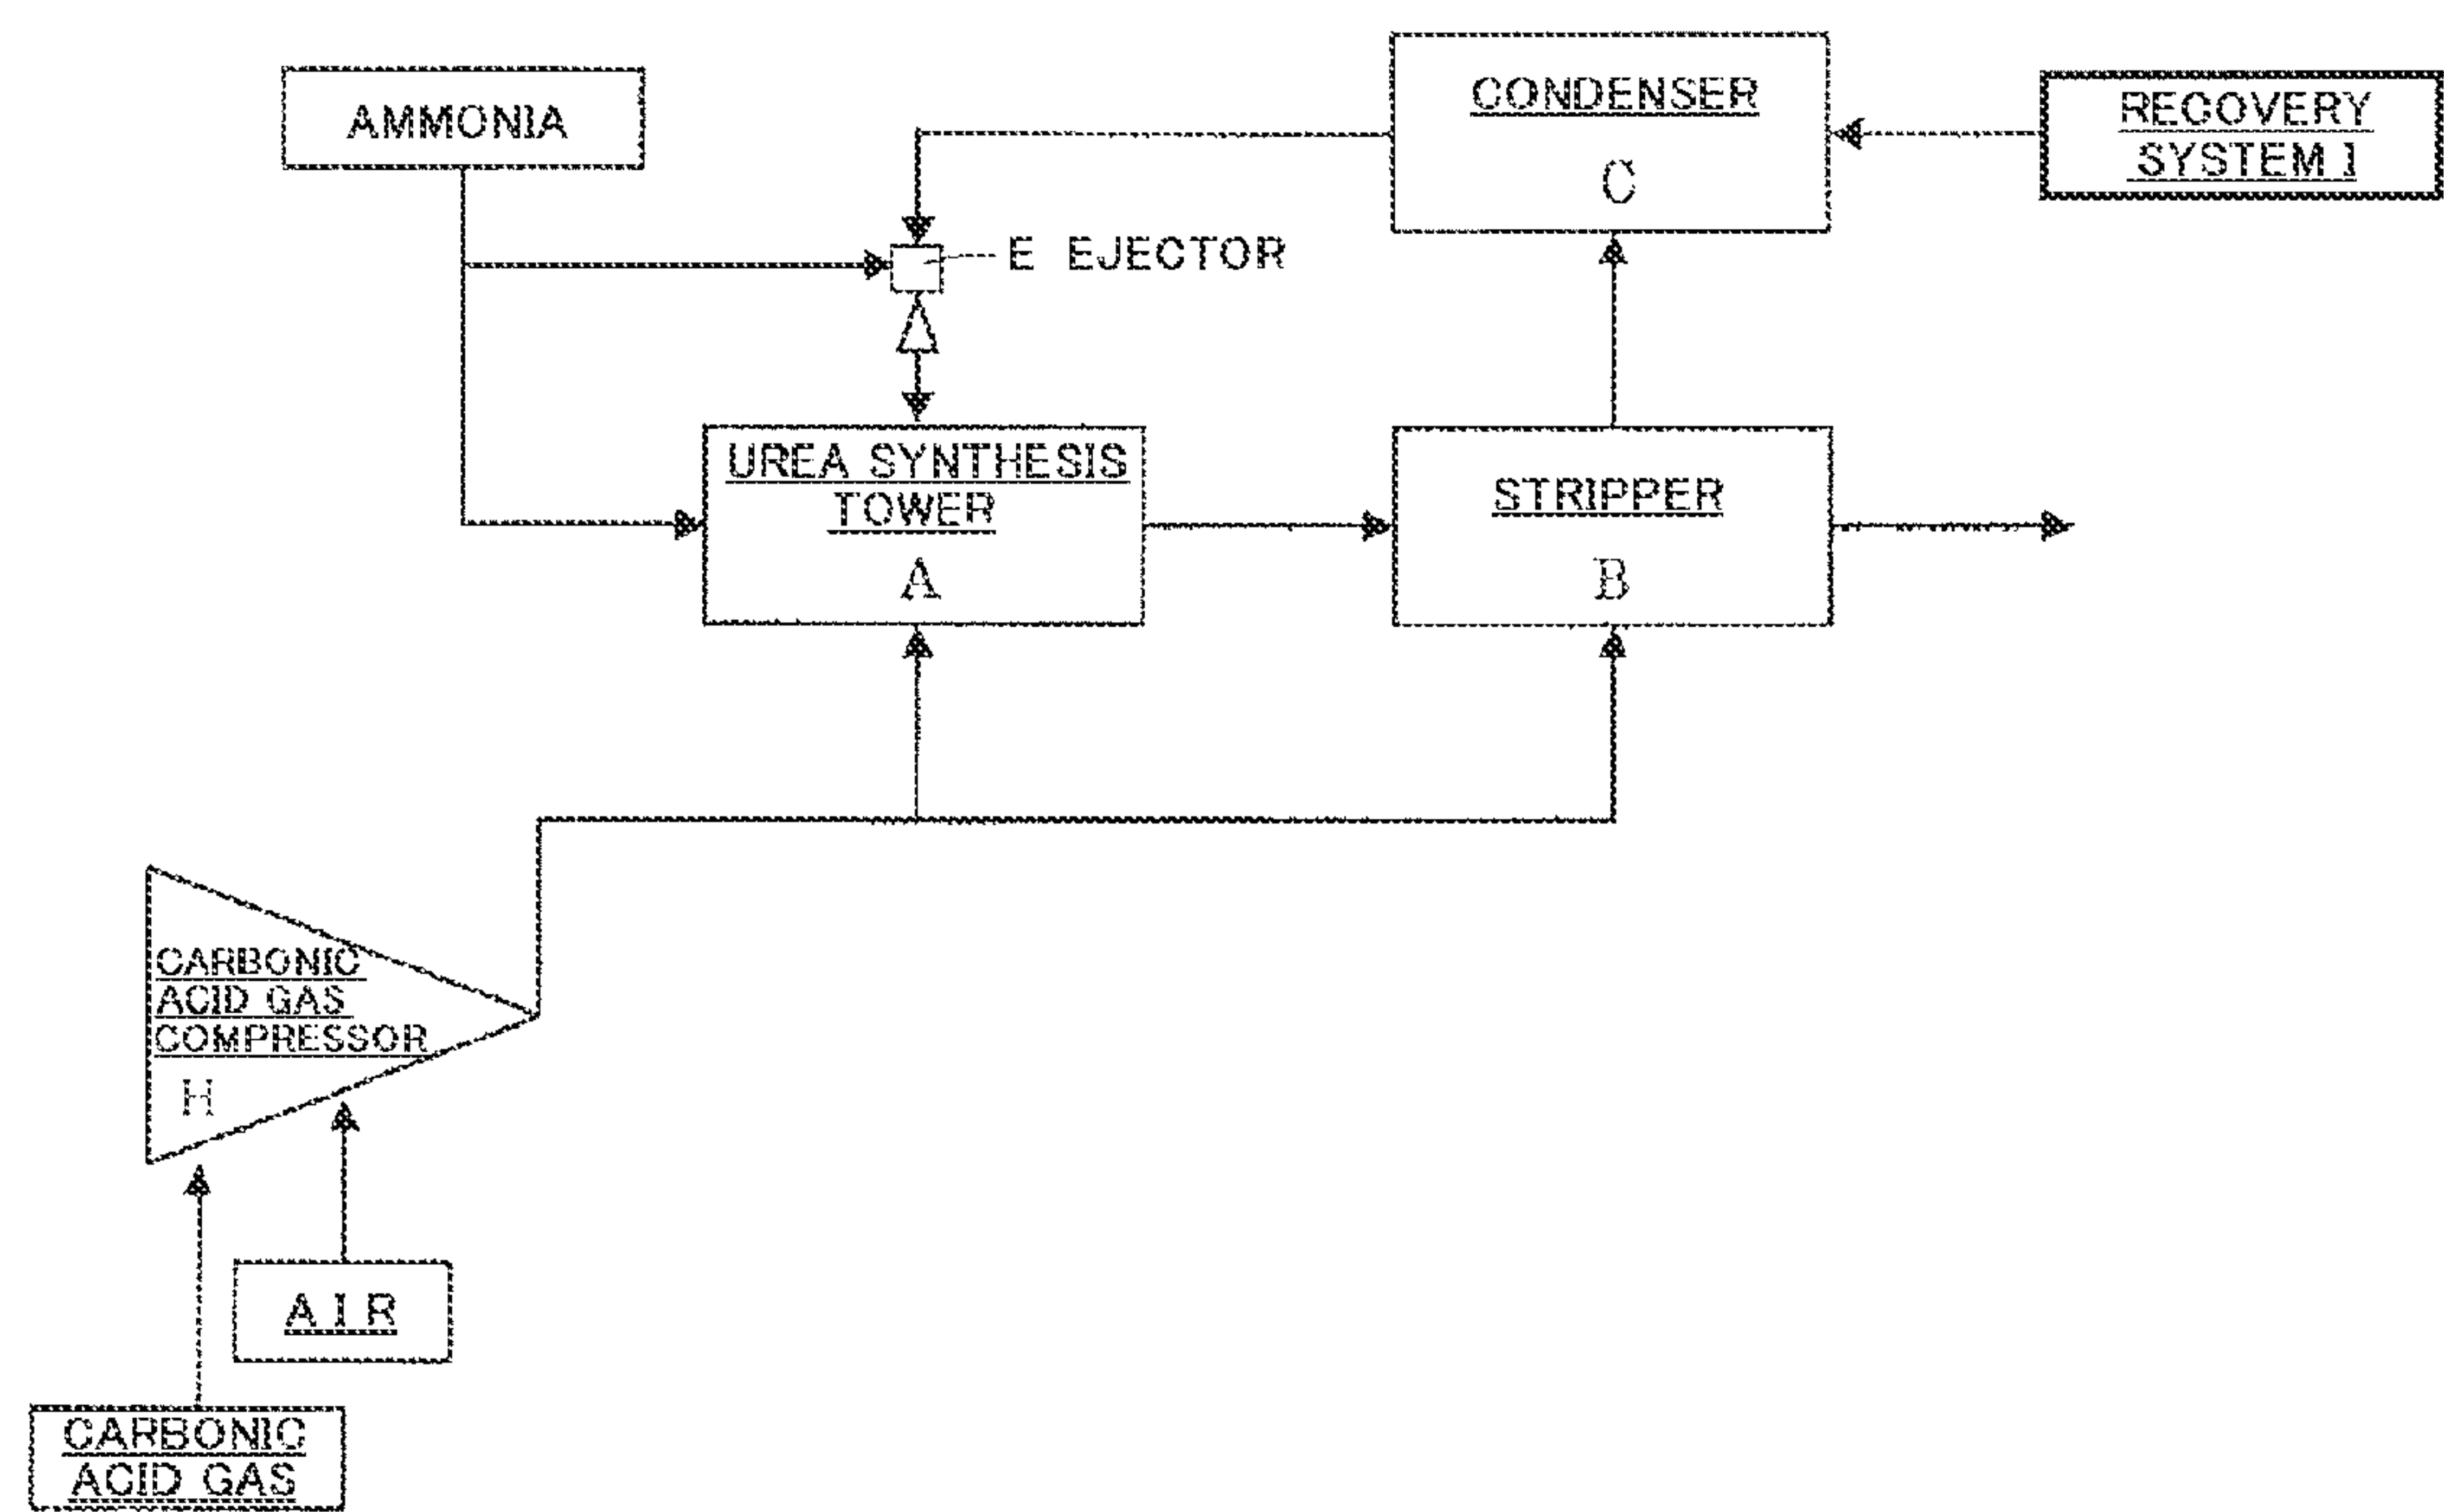 AMMONIA
CONDENSER
C
RECOVERY
SYSTEM I
E EJECTOR
UREA SYNTHESIS
TOWER
A
STRIPPER
B
CARBONIC
ACID GAS
COMPRESSOR
H
AIR
CARBONIC
ACID GAS